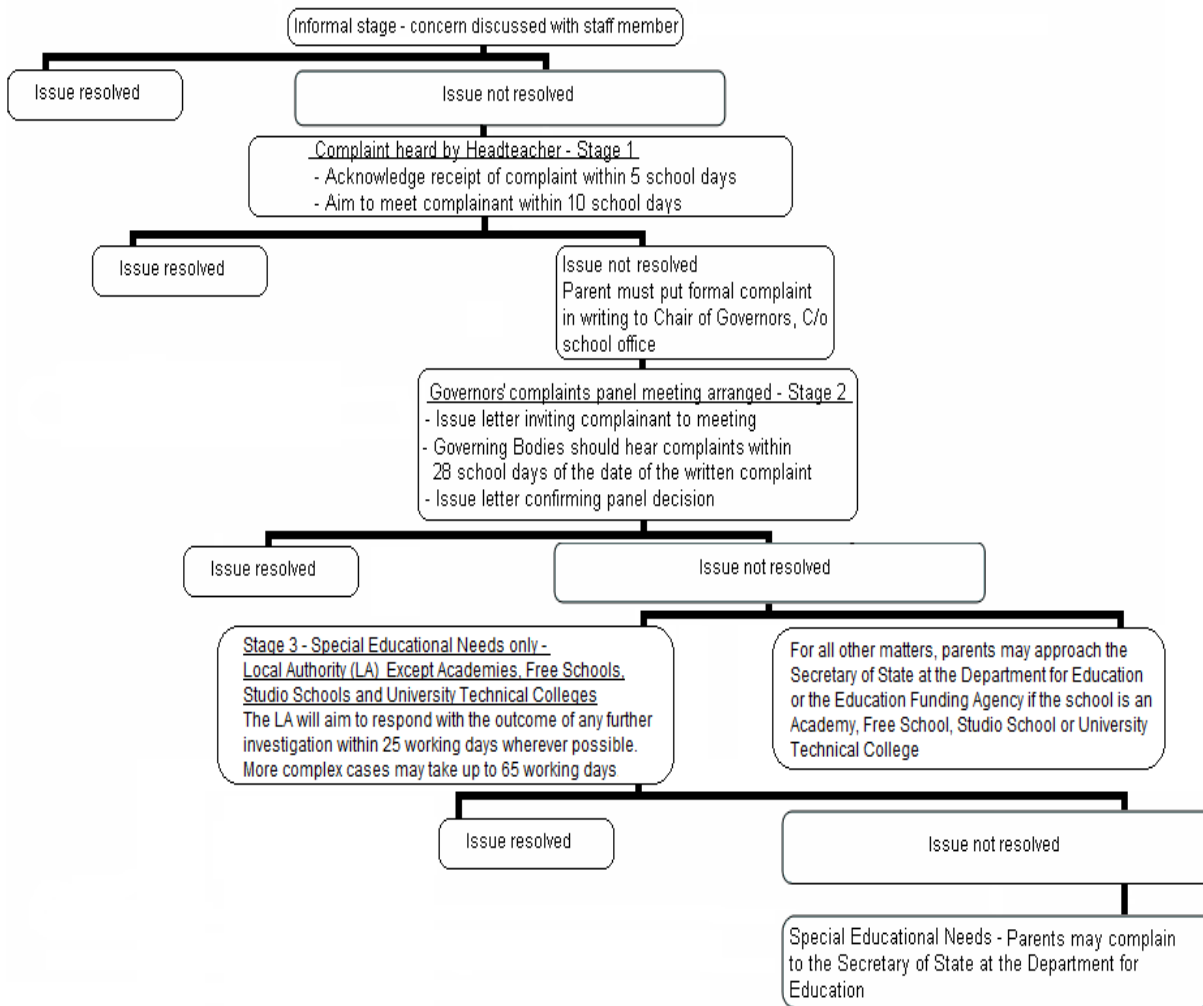 Informal stage - concern discussed with staff member
Issue resolved
Issue not resolved
Complaint heard by Headteacher - Stage 1
- Acknowledge receipt of complaint within 5 school days
- Aim to meet complainant within 10 school days
Issue resolved
Issue not resolved
Parent must put formal complaint
in writing to Chair of Governors, C/o
school office
Governors' complaints panel meeting arranged - Stage 2
- Issue letter inviting complainant to meeting
- Governing Bodies should hear complaints within
28 school days of the date of the written complaint
- Issue letter confirming panel decision
Issue resolved
Issue not resolved
Stage 3 - Special Educational Needs only -
Local Authority (LA) Except Academies, Free Schools,
Studio Schools and University Technical Colleges
The LA will aim to respond with the outcome of any further
investigation within 25 working days wherever possible.
More complex cases may take up to 65 working days
For all other matters, parents may approach the
Secretary of State at the Department for Education
or the Education Funding Agency if the school is an
Academy, Free School, Studio School or University
Technical College
Issue resolved
Issue not resolved
Special Educational Needs - Parents may complain
to the Secretary of State at the Department for
Education